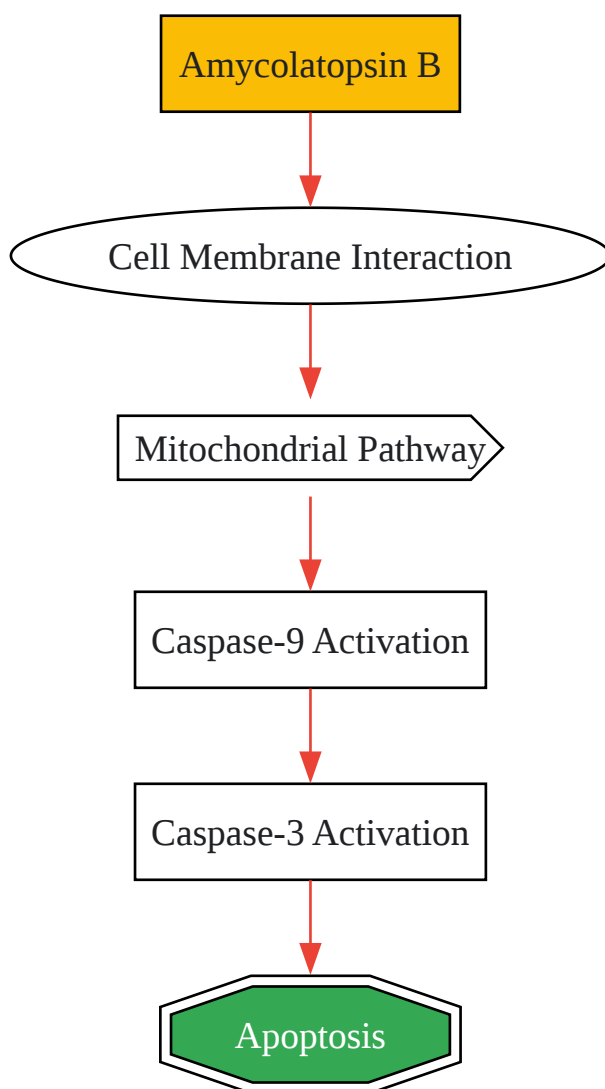 Amycolatopsin B
Cell Membrane Interaction
Mitochondrial Pathway
Caspase-9 Activation
Caspase-3 Activation
Apoptosis